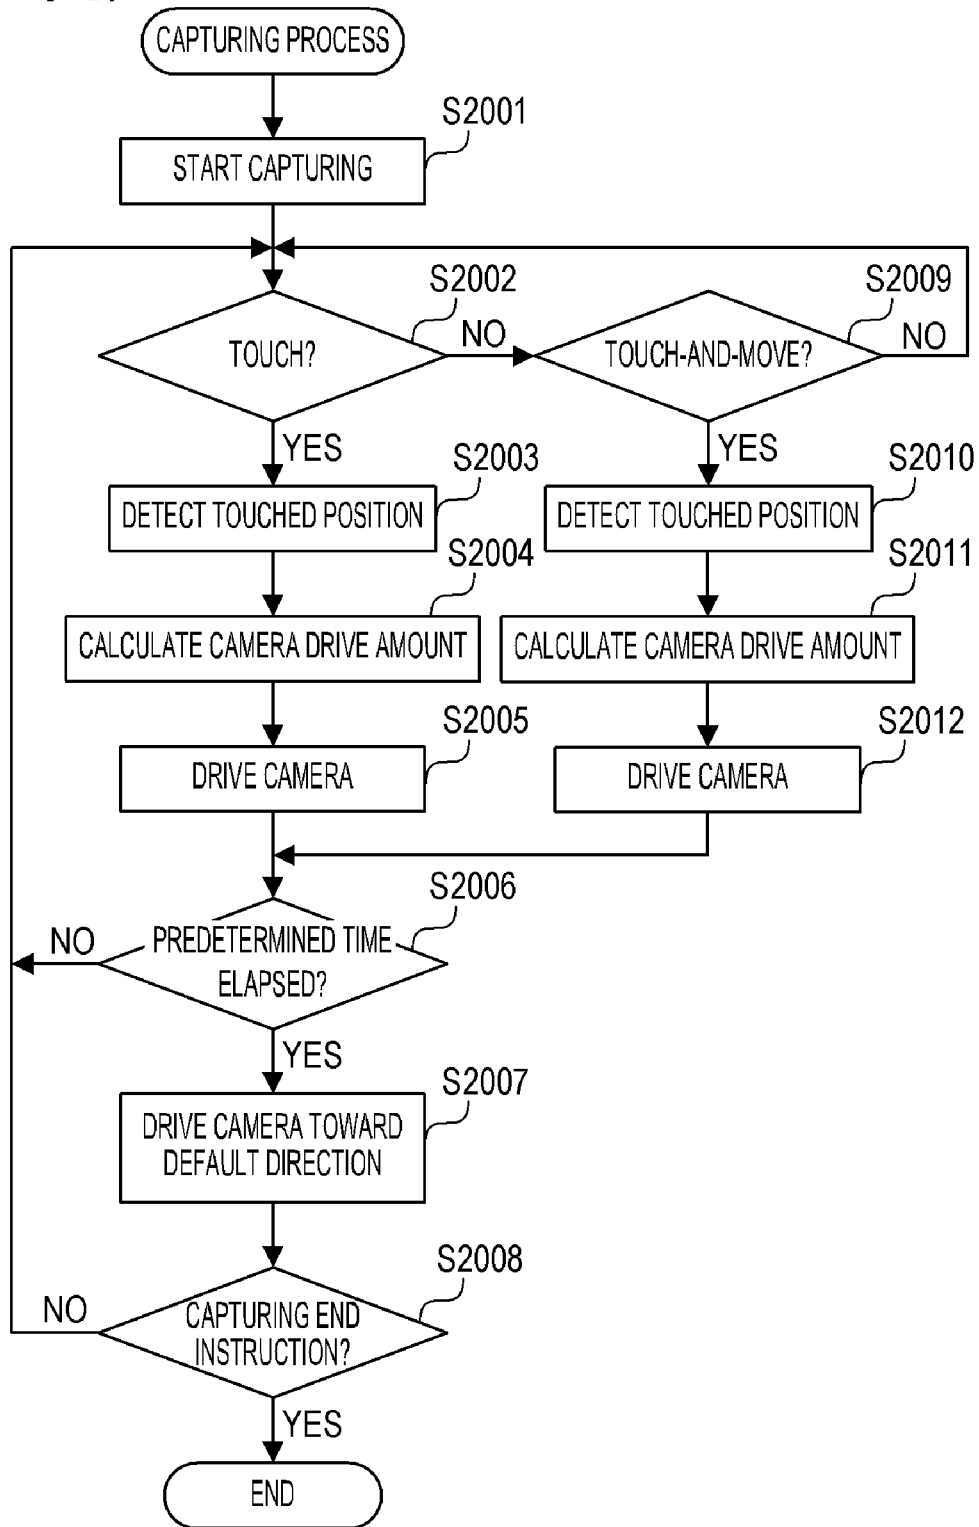 CAPTURING PROCESS
S2001
START CAPTURING
S2002
TOUCH?
NO
S2009
TOUCH-AND-MOVE?
NO
YES
YES
S2003
DETECT TOUCHED POSITION
S2010
DETECT TOUCHED POSITION
S2004
CALCULATE CAMERA DRIVE AMOUNT
S2011
CALCULATE CAMERA DRIVE AMOUNT
S2005
DRIVE CAMERA
S2012
DRIVE CAMERA
S2006
PREDETERMINED TIME
ELAPSED?
NO
YES
S2007
DRIVE CAMERA TOWARD
DEFAULT DIRECTION
S2008
CAPTURING END
INSTRUCTION?
NO
YES
END